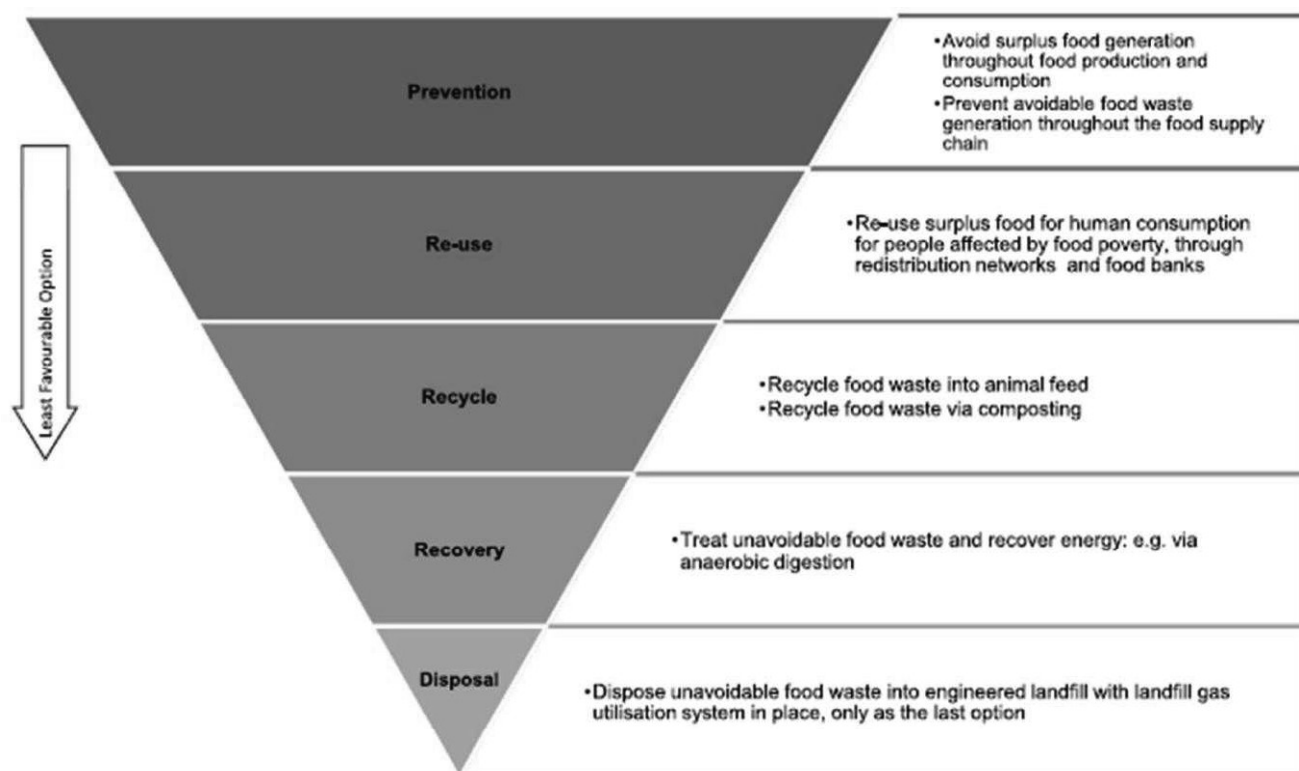 Prevention
•Avoid surplus food generation
throughout food production and
consumption
•Prevent avoidable food waste
generation throughout the food supply
chain
Least Favourable Option
Re-use
•Re-use surplus food for human consumption
for people affected by food poverty, through
redistribution networks and food banks
Recycle
•Recycle food waste into animal feed
•Recycle food waste via composting
Recovery
•Treat unavoidable food waste and recover energy: e.g. via
anaerobic digestion
Disposal
•Dispose unavoidable food waste into engineered landfill with landfill gas
utilisation system in place, only as the last option